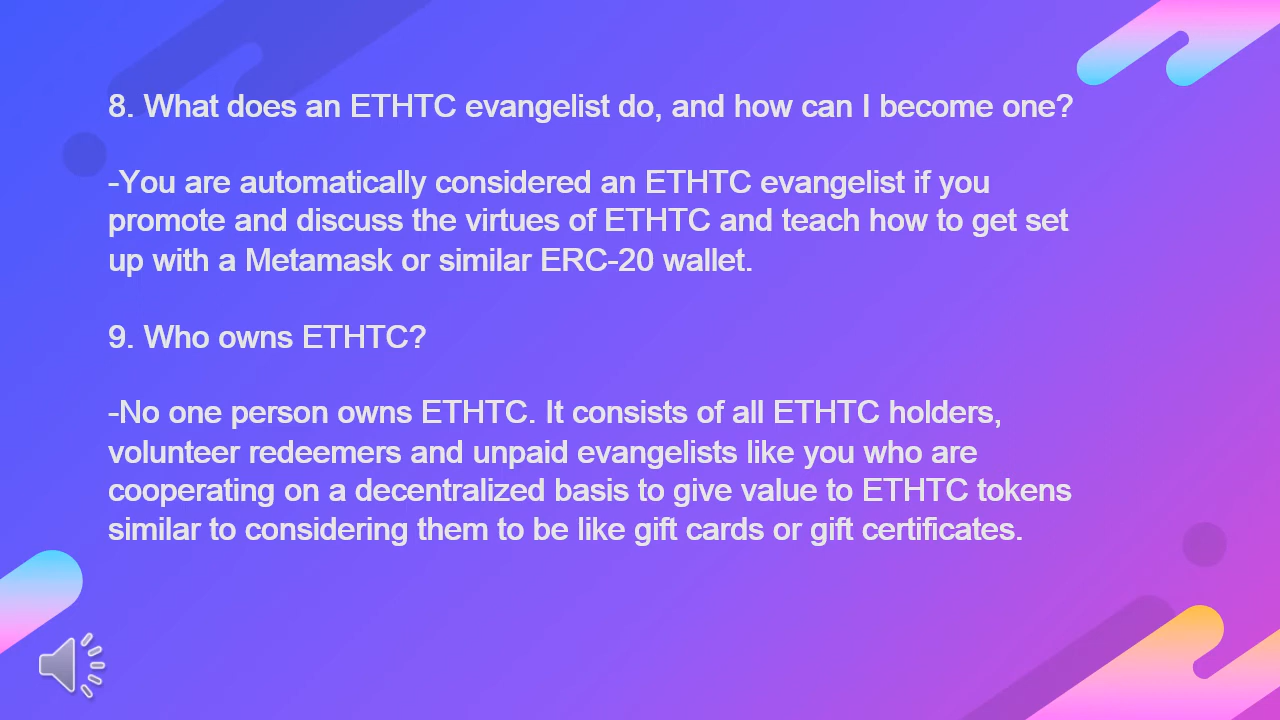 8. What does an ETHTC evangelist do, and how can I become one?
-You are automatically considered an ETHTC evangelist if you
promote and discuss the virtues of ETHTC and teach how to get set
up with a Metamask or similar ERC-20 wallet.
9. Who owns ETHTC?
-No one person owns ETHTC. It consists of all ETHTC holders,
volunteer redeemers and unpaid evangelists like you who are
cooperating on a decentralized basis to give value to ETHTC tokens
similar to considering them to be like gift cards or gift certificates.